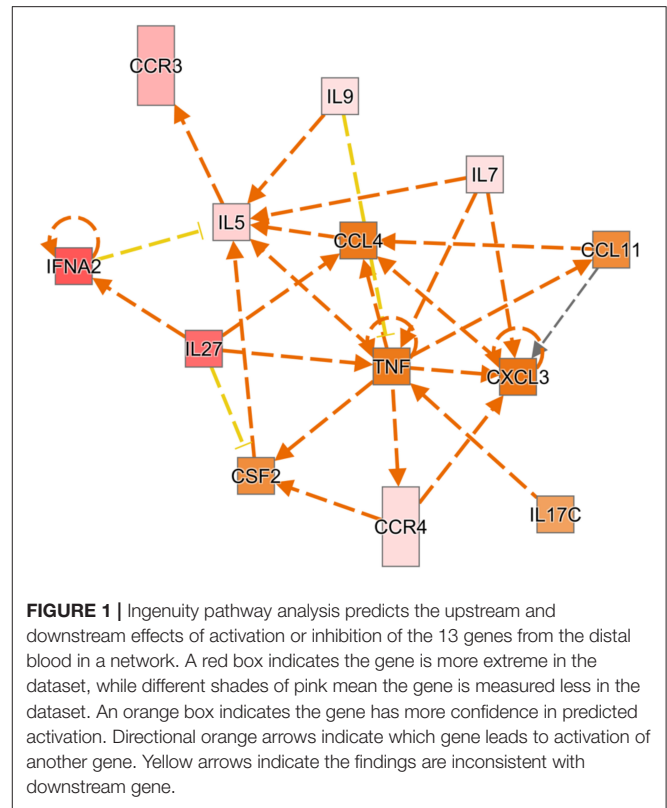 CCR3
IL9
IL7
IL5
CCL4
CCL11
IFNA2
IL27
TNF
CXCL3
CSF2
CCR4
IL17C
FIGURE 1 | Ingenuity pathway analysis predicts the upstream and
downstream effects of activation or inhibition of the 13 genes from the distal
blood in a network. A red box indicates the gene is more extreme in the
dataset, while different shades of pink mean the gene is measured less in the
dataset. An orange box indicates the gene has more confidence in predicted
activation. Directional orange arrows indicate which gene leads to activation of
another gene. Yellow arrows indicate the findings are inconsistent with
downstream gene.